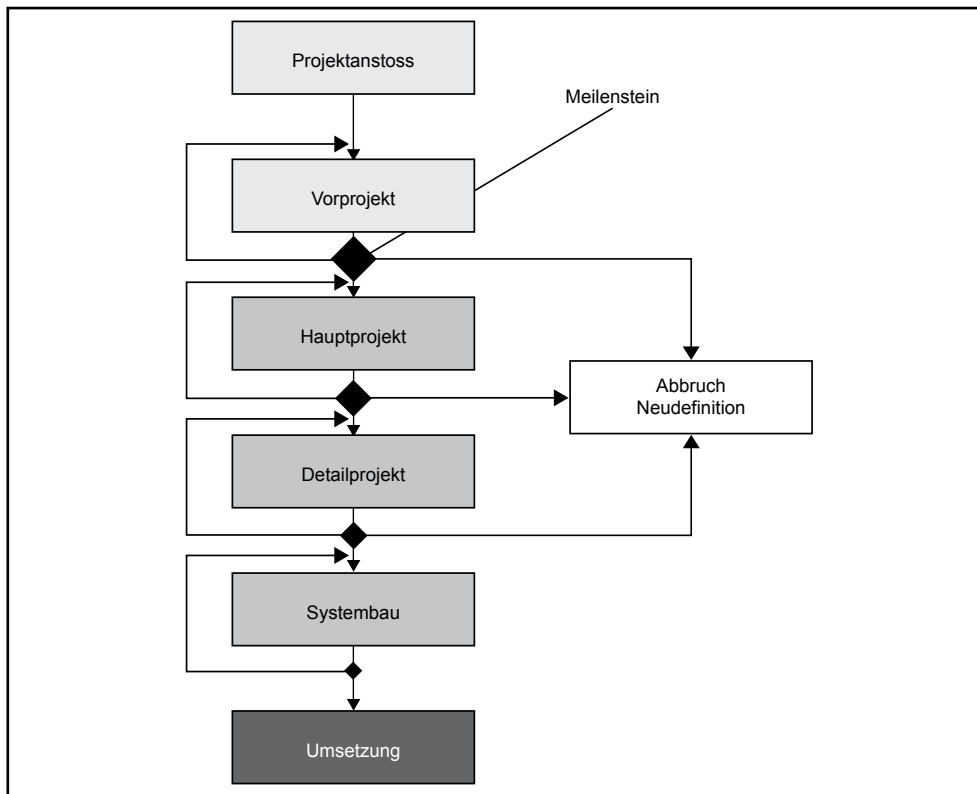 Projektanstoss
Meilenstein
Vorprojekt
Hauptprojekt
Abbruch
Neudefinition
Detailprojekt
Systembau
Umsetzung